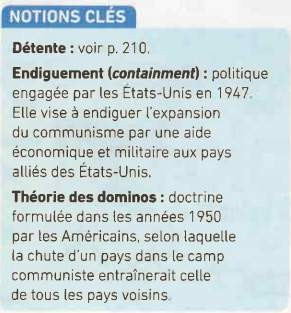 NOTIONS CLÉS
Détente : voir p. 210.
Endiguement (containment) : politique
engagée par les États-Unis en 1947.
Elle vise à endiguer l'expansion
du communisme par une aide
économique et militaire aux pays
alliés des États-Unis.
Théorie des dominos : doctrine
formulée dans les années 1950
par les Américains, selon laquelle
la chute d'un pays dans le camp
communiste entraînerait celle
de tous les pays voisins.